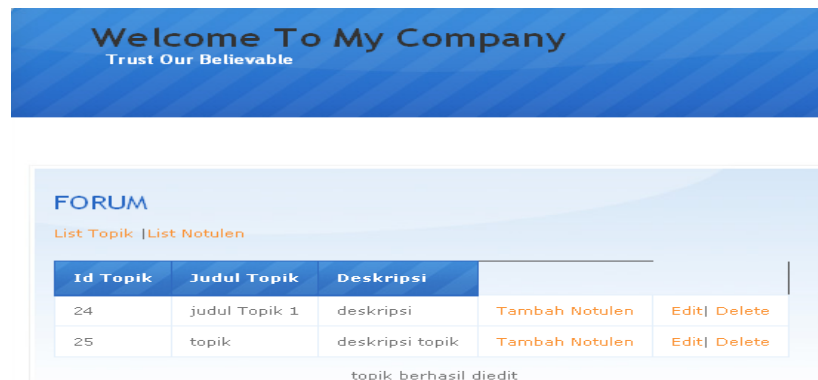 Welcome To My Company
Trust Our Believable
FORUM
List Topik |List Notulen
Id Topik Judul Topik Deskripsi
24 judul Topik 1 deskripsi Tambah Notulen Edit| Delete
25 topik deskripsi topik Tambah Notulen Edit| Delete
topik berhasil diedit